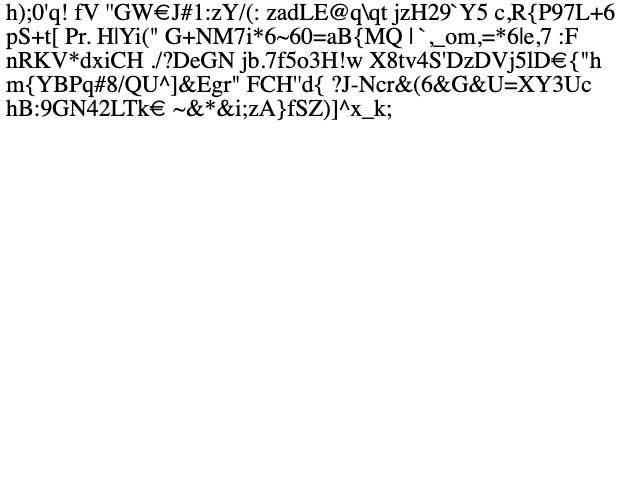 h);0'q! fV "GW€J#1:zY/(: zadLE@q\qt jzH29`Y5 c,R{P97L+6
pS+t[ Pr. H|Yi(" G+NM7i*6~60=aB{MQ |`,_om,=*6le,7 :F
nRKV*dxiCH ./?DeGN jb.7f5o3H!w X8tv4S'DzDVj5lD€{"h
m{YBPq#8/QU^]&Egr" FCH"d{ ?J-Ncr&(6&G&U=XY3Uc
hB:9GN42LTk€ ~&*&i;zA}fSZ)]^x_k;